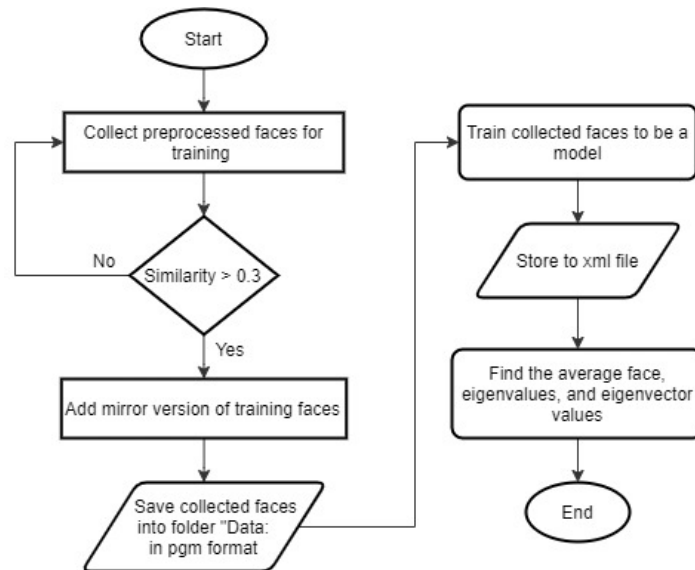 Start
Collect preprocessed faces for
training
No
Similarity > 0.3
Yes
Add mirror version of training faces
Save collected faces
into folder "Data:
in pgm format
Train collected faces to be a
model
Store to xml file
Find the average face,
eigenvalues, and eigenvector
values
End